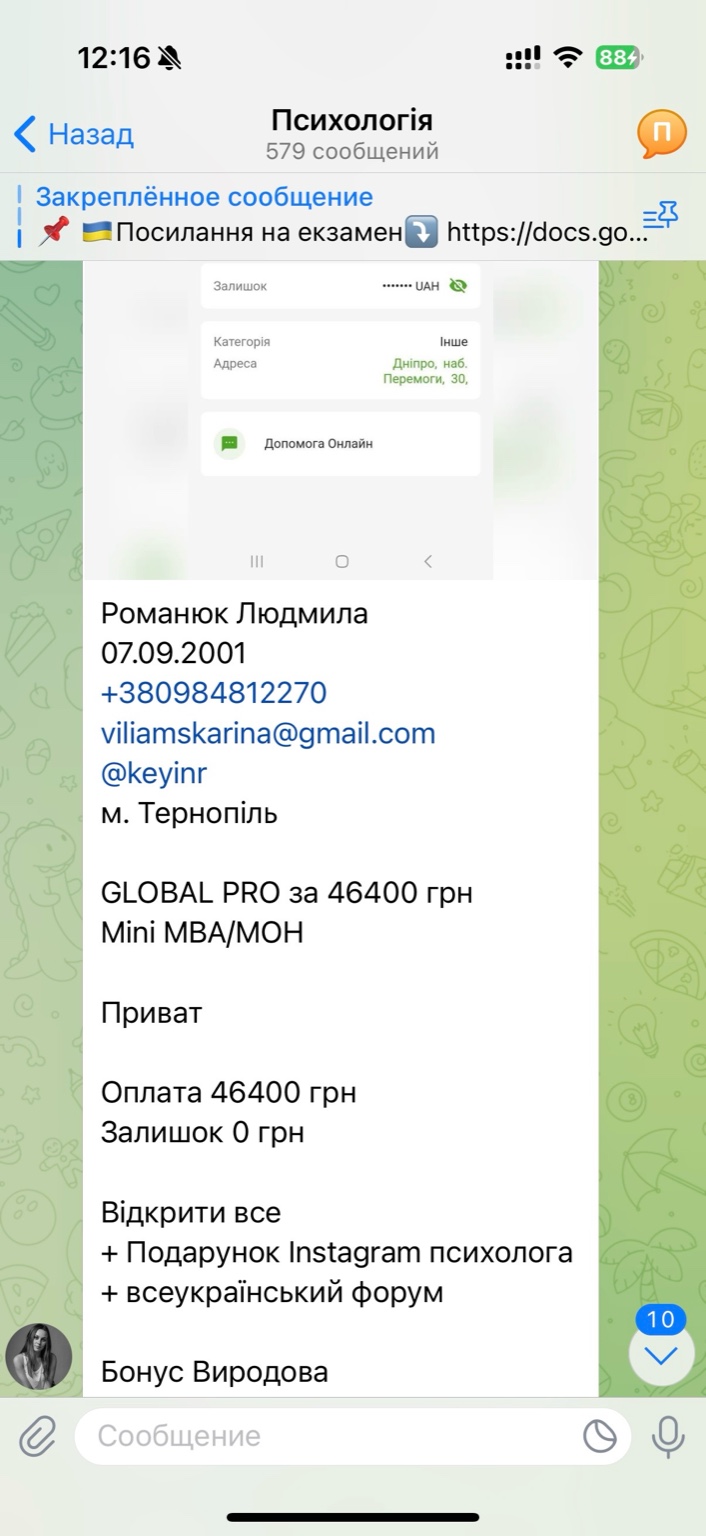 12:16
88
Назад
Психологія
579 сообщений
П
Закреплённое сообщение
📌 🇺🇦Посилання на екзамен⤵️ https://docs.go...
Залишок ······· UAH
Категорія Інше
Адреса Дніпро, наб.
Перемоги, 30,
Допомога Онлайн
Романюк Людмила
07.09.2001
+380984812270
viliamskarina@gmail.com
@keyinr
м. Тернопіль
GLOBAL PRO за 46400 грн
Mini MBA/МОН
Приват
Оплата 46400 грн
Залишок 0 грн
Відкрити все
+ Подарунок Instagram психолога
+ всеукраїнський форум
10
Бонус Виродова
Сообщение